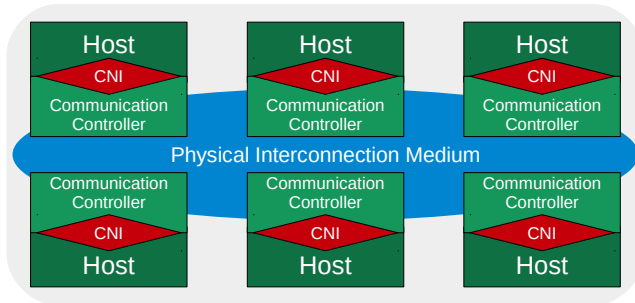 Host
CNI
Communication
Controller
Host
CNI
Communication
Controller
Host
CNI
Communication
Controller
Physical Interconnection Medium
Communication
Controller
CNI
Host
Communication
Controller
CNI
Host
Communication
Controller
CNI
Host